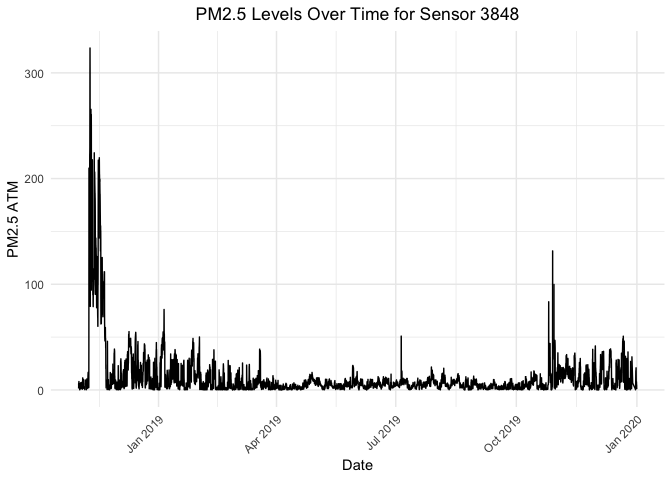 PM2.5 Levels Over Time for Sensor 3848
PM2.5 ATM
300
200
100
0
Jan 2019
Apr 2019
Jul 2019
Oct 2019
Jan 2020
Date